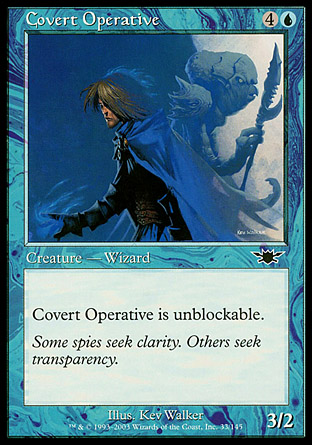 Covert Operative 4
Creature — Wizard
Covert Operative is unblockable.
Some spies seek clarity. Others seek
transparency.
Illus. Kev Walker
™ & © 1993-2003 Wizards of the Coast, Inc. 33/145
3/2